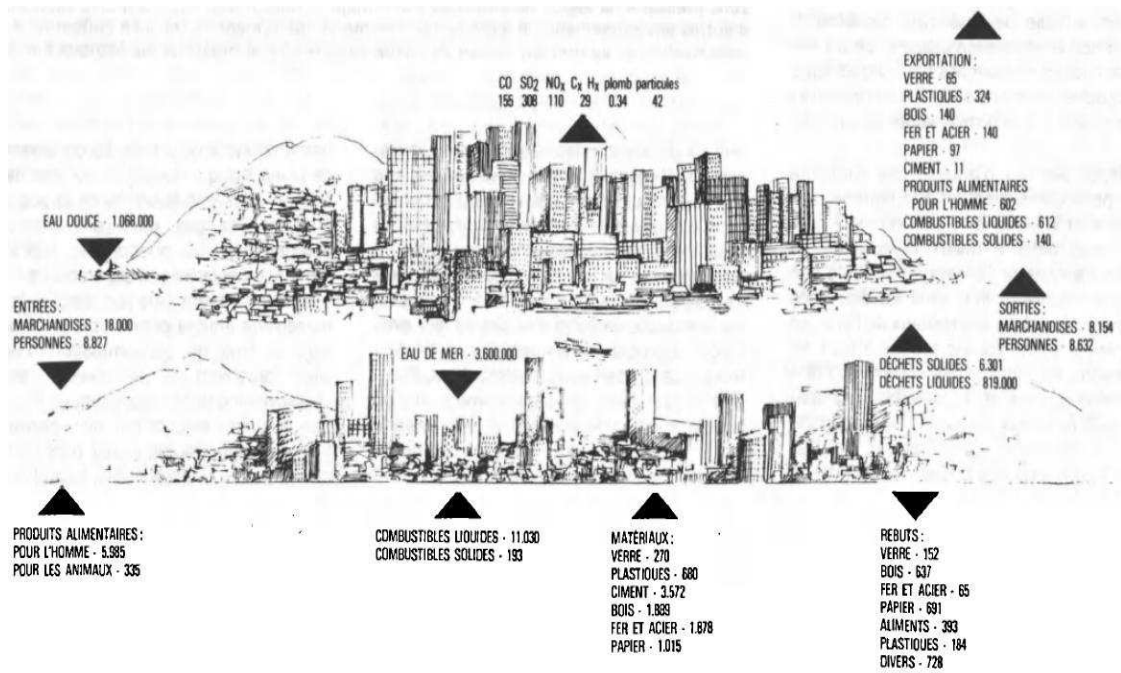 CO SO₂ NOₓ Cₓ Hₓ plomb particules
155 308 110 29 0.34 42
EXPORTATION :
VERRE - 65
PLASTIQUES - 324
BOIS - 140
FER ET ACIER - 140
PAPIER - 97
CIMENT - 11
PRODUITS ALIMENTAIRES
POUR L'HOMME - 602
COMBUSTIBLES LIQUIDES - 612
COMBUSTIBLES SOLIDES - 140
EAU DOUCE - 1.068.000
ENTRÉES :
MARCHANDISES - 18.000
PERSONNES - 8.827
SORTIES :
MARCHANDISES - 8.154
PERSONNES - 8.632
EAU DE MER - 3.600.000
DÉCHETS SOLIDES - 6.301
DÉCHETS LIQUIDES - 819.000
PRODUITS ALIMENTAIRES :
POUR L'HOMME - 5.985
POUR LES ANIMAUX - 335
COMBUSTIBLES LIQUIDES - 11.030
COMBUSTIBLES SOLIDES - 193
MATÉRIAUX :
VERRE - 270
PLASTIQUES - 680
CIMENT - 3.572
BOIS - 1.889
FER ET ACIER - 1.878
PAPIER - 1.015
REBUTS :
VERRE - 152
BOIS - 637
FER ET ACIER - 65
PAPIER - 691
ALIMENTS - 393
PLASTIQUES - 184
DIVERS - 728